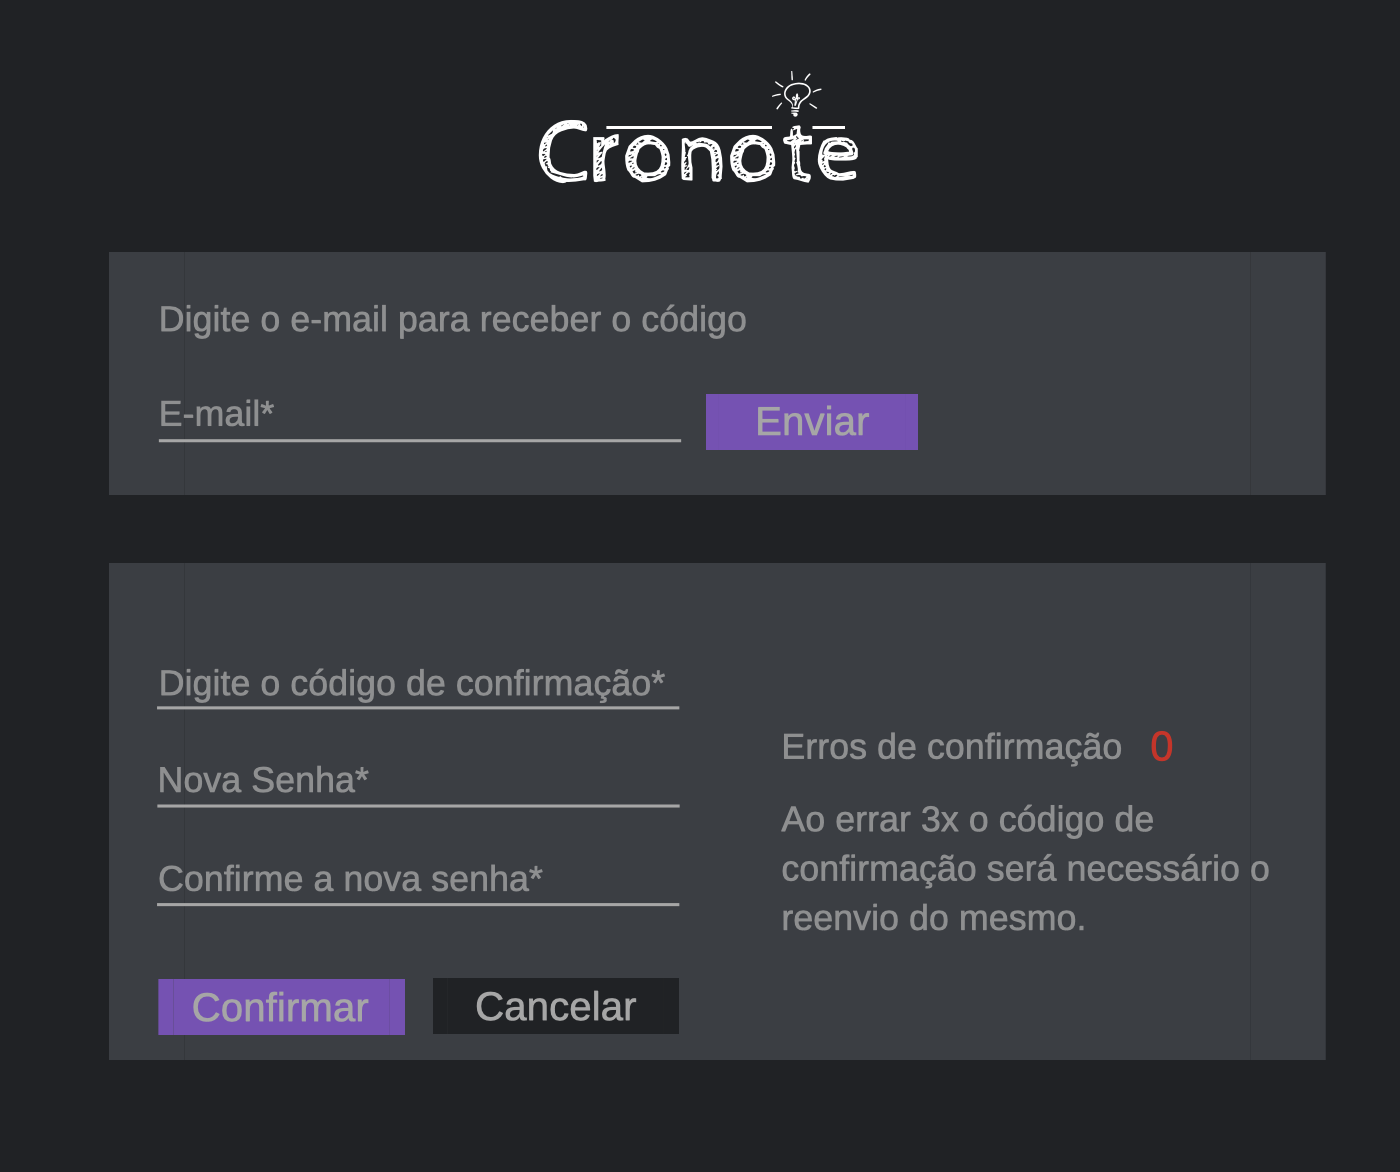 Cronote
Digite o e-mail para receber o código
E-mail*
Enviar
Digite o código de confirmação*
Nova Senha*
Confirme a nova senha*
Confirmar
Cancelar
Erros de confirmação 0
Ao errar 3x o código de
confirmação será necessário o
reenvio do mesmo.